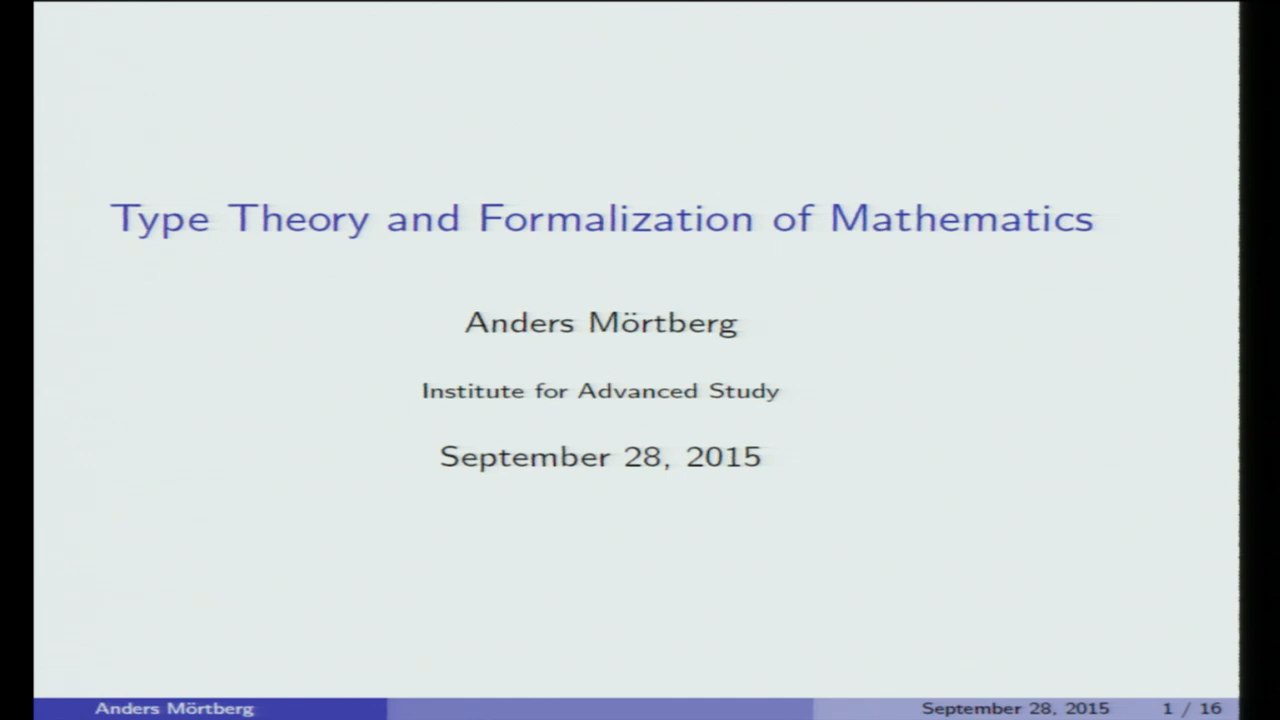 Type Theory and Formalization of Mathematics
Anders Mörtberg
Institute for Advanced Study
September 28, 2015
Anders Mörtberg
September 28, 2015
1 / 16